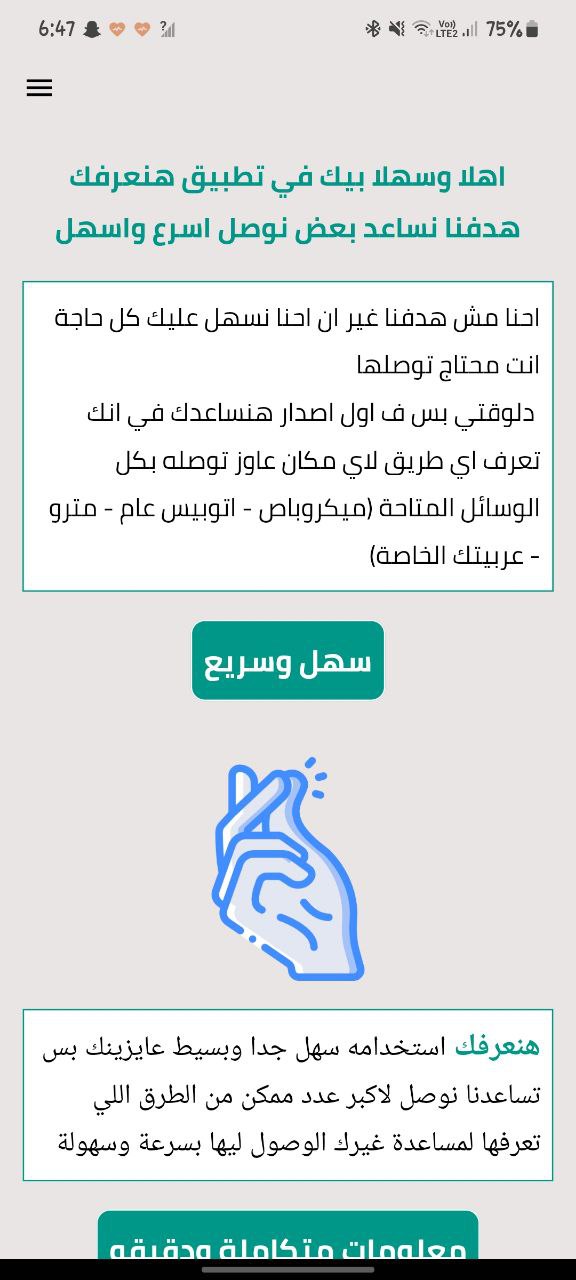 6:47
Vo))
LTE2
75%
اهلا وسهلا بيك في تطبيق هنعرفك
هدفنا نساعد بعض نوصل اسرع واسهل
احنا مش هدفنا غير ان احنا نسهل عليك كل حاجة
انت محتاج توصلها
دلوقتي بس ف اول اصدار هنساعدك في انك
تعرف اي طريق لاي مكان عاوز توصله بكل
الوسائل المتاحة (ميكروباص - اتوبيس عام - مترو
- عربيتك الخاصة)
سهل وسريع
هنعرفك استخدامه سهل جدا وبسيط عايزينك بس
تساعدنا نوصل لاكبر عدد ممكن من الطرق اللي
تعرفها لمساعدة غيرك الوصول ليها بسرعة وسهولة
معلومات متكاملة ودقيقه